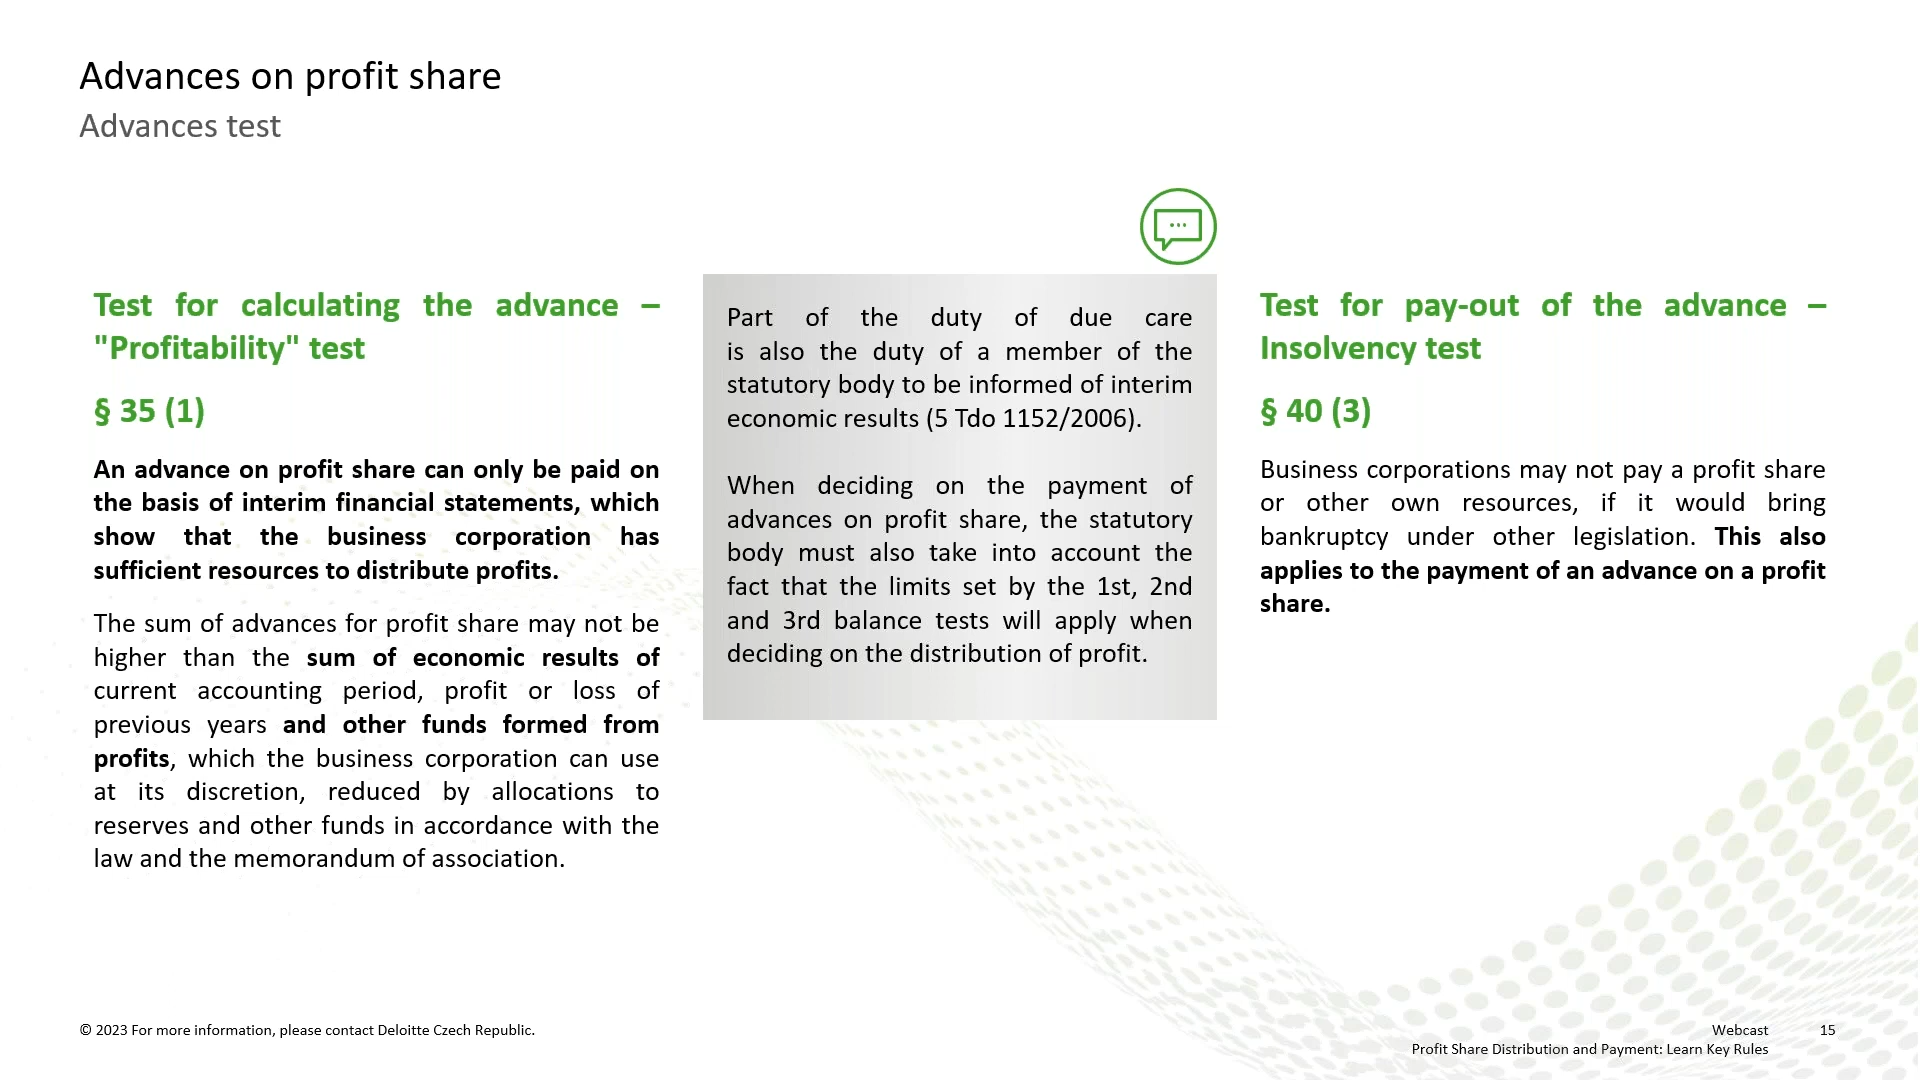 Advances on profit share
Advances test
Test for calculating the advance –
"Profitability" test
§ 35 (1)
An advance on profit share can only be paid on
the basis of interim financial statements, which
show that the business corporation has
sufficient resources to distribute profits.
The sum of advances for profit share may not be
higher than the sum of economic results of
current accounting period, profit or loss of
previous years and other funds formed from
profits, which the business corporation can use
at its discretion, reduced by allocations to
reserves and other funds in accordance with the
law and the memorandum of association.
Part of the duty of due care
is also the duty of a member of the
statutory body to be informed of interim
economic results (5 Tdo 1152/2006).
When deciding on the payment of
advances on profit share, the statutory
body must also take into account the
fact that the limits set by the 1st, 2nd
and 3rd balance tests will apply when
deciding on the distribution of profit.
Test for pay-out of the advance –
Insolvency test
§ 40 (3)
Business corporations may not pay a profit share
or other own resources, if it would bring
bankruptcy under other legislation. This also
applies to the payment of an advance on a profit
share.
© 2023 For more information, please contact Deloitte Czech Republic.
Webcast 15
Profit Share Distribution and Payment: Learn Key Rules